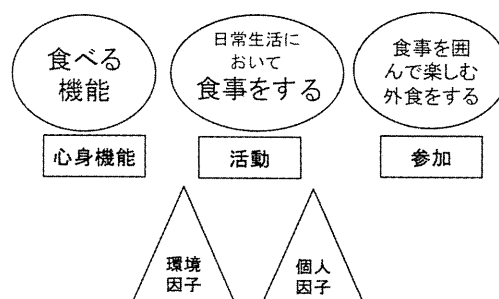 食べる
機能
日常生活に
おいて
食事をする
食事を囲
んで楽しむ
外食をする
心身機能
活動
参加
環境
因子
個人
因子